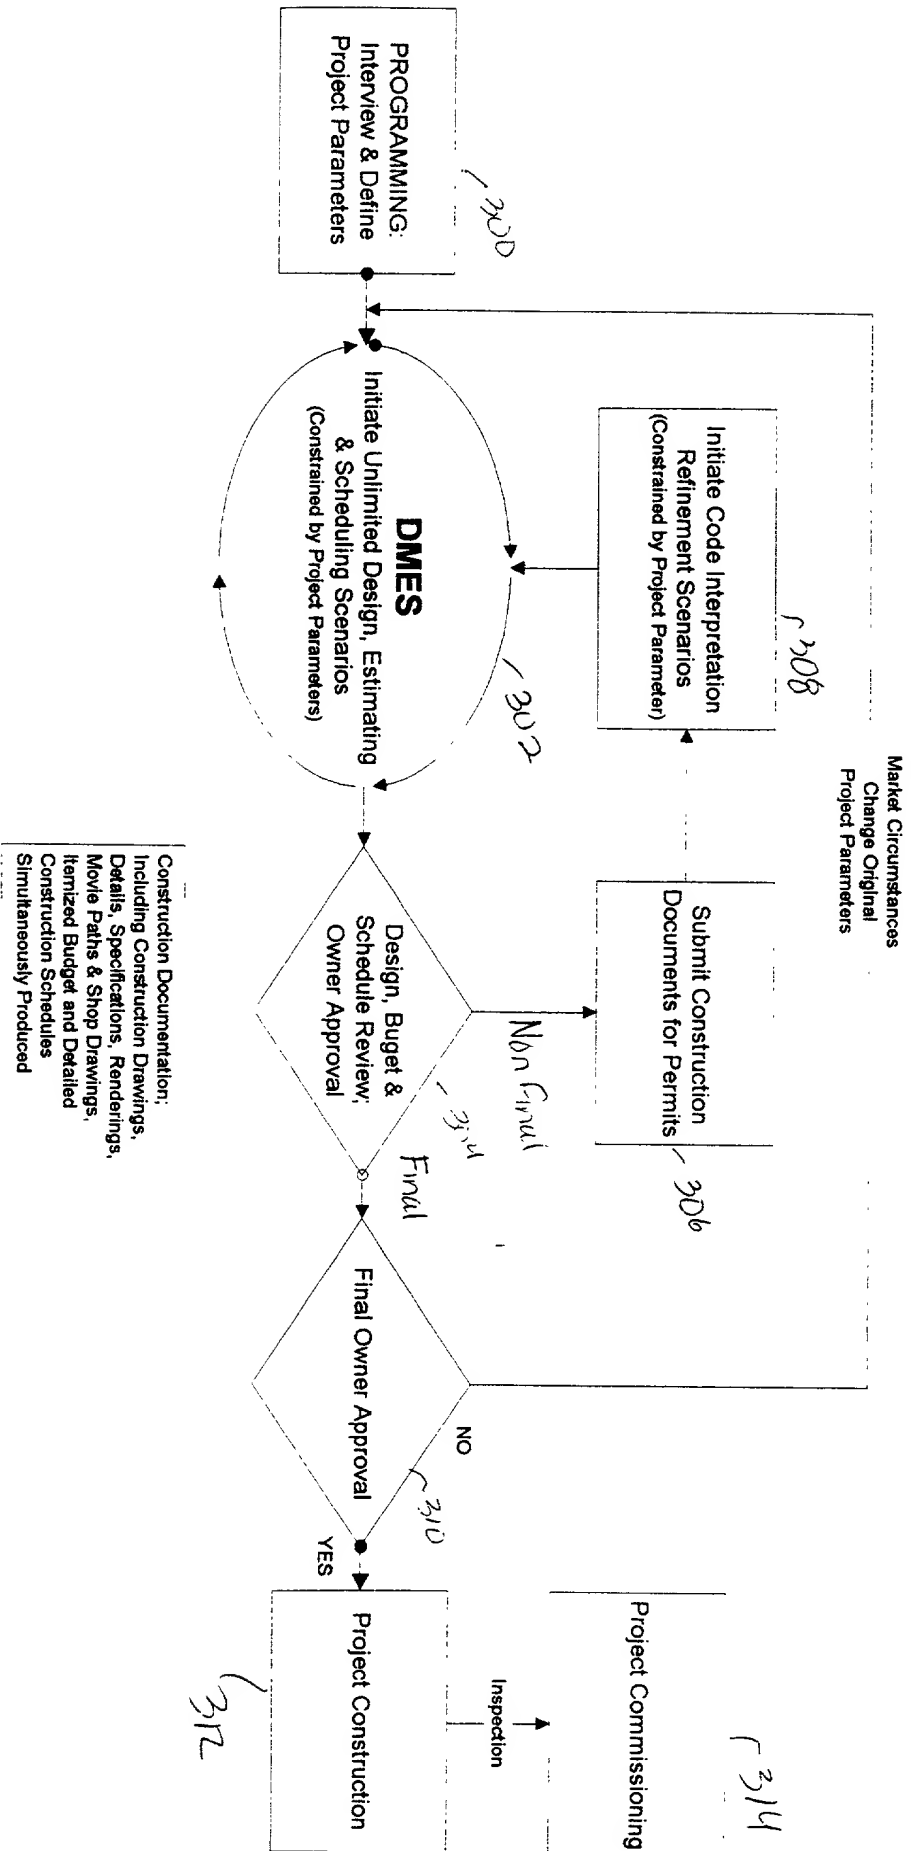 PROGRAMMING:
Interview & Define
Project Parameters
300
Market Circumstances
Change Original
Project Parameters
Initiate Code Interpretation
Refinement Scenarios
(Constrained by Project Parameter)
308
DMES
Initiate Unlimited Design, Estimating
& Scheduling Scenarios
(Constrained by Project Parameters)
302
Submit Construction
Documents for Permits
306
Non Final
Design, Buget &
Schedule Review;
Owner Approval
Final
Final Owner Approval
310
NO
YES
Project Construction
312
Inspection
Project Commissioning
314
Construction Documentation;
Including Construction Drawings,
Details, Specifications, Renderings,
Movie Paths & Shop Drawings,
Itemized Budget and Detailed
Construction Schedules
Simultaneously Produced